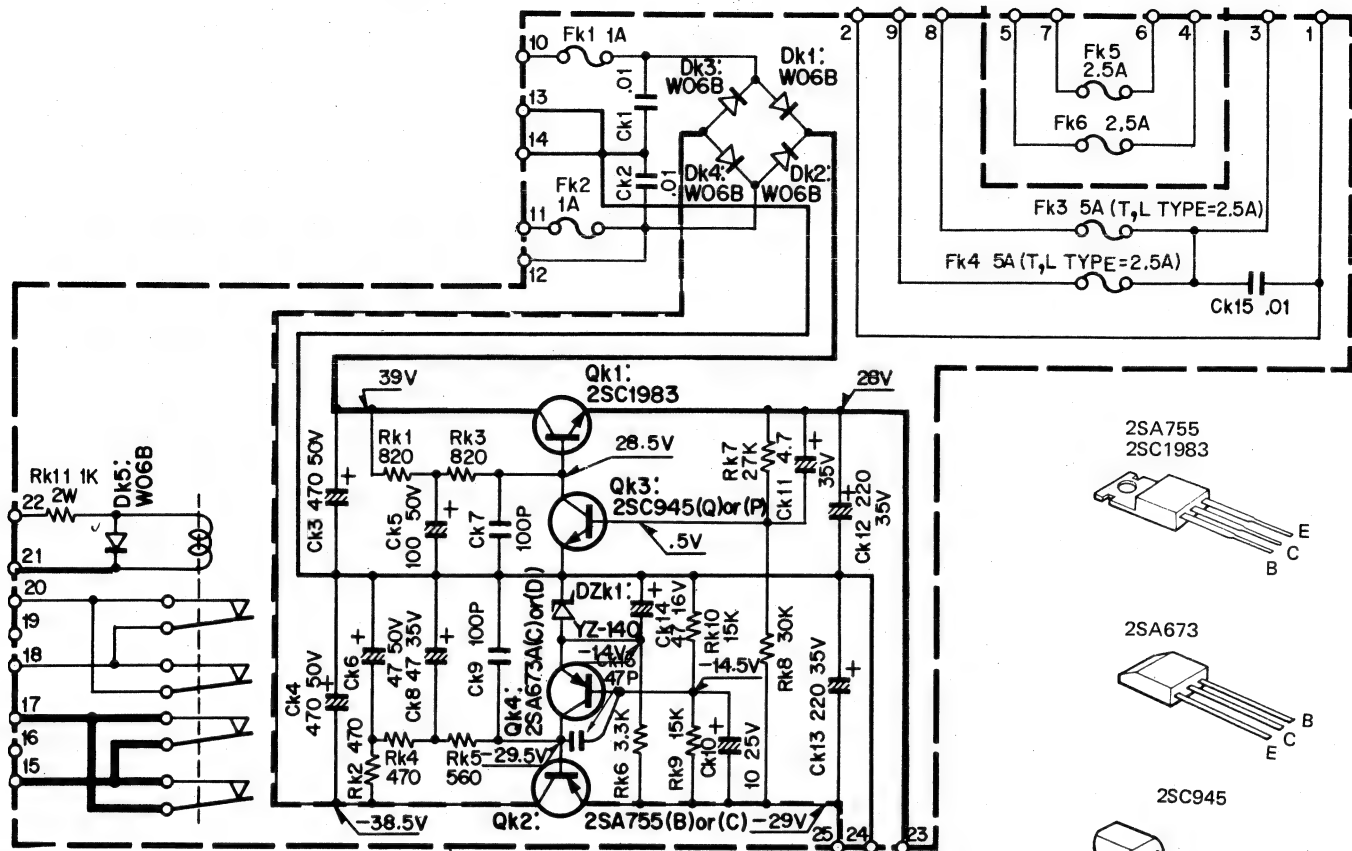 10
Fk1 1A
13
14
.01
Ck1
Ck2
.01
Fk2
1A
11
12
Dk3:
W06B
Dk1:
W06B
Dk4:
W06B
Dk2:
W06B
2
9
8
5
7
6
4
3
1
Fk5
2.5A
Fk6 2.5A
Fk3 5A (T,L TYPE=2.5A)
Fk4 5A (T,L TYPE=2.5A)
Ck15 .01
39V
Qk1:
2SC1983
28V
Rk1
820
Rk3
820
28.5V
Rk7
27K
Ck11
4.7
35V
Ck12 220
35V
Ck3 470 50V
Ck5
100 50V
Ck7
100P
Qk3:
2SC945(Q)or(P)
.5V
Rk11 1K
2W
Dk5:
W06B
22
21
20
19
18
17
16
15
DZk1:
YZ-140
-14V
Ck14
47 16V
Rk10
15K
Ck16
47P
-14.5V
Rk8 30K
Ck4
470 50V
Ck6
47 50V
Ck8 47 35V
Ck9 100P
Qk4:
2SA673A(C)or(D)
Rk2 470
Rk4
470
Rk5
560
-29.5V
Rk6 3.3K
Rk9 15K
Ck10
10 25V
Ck13 220 35V
-38.5V
Qk2:
2SA755(B)or(C)
-29V
25
24
23
2SA755
2SC1983
E
C
B
2SA673
B
C
E
2SC945